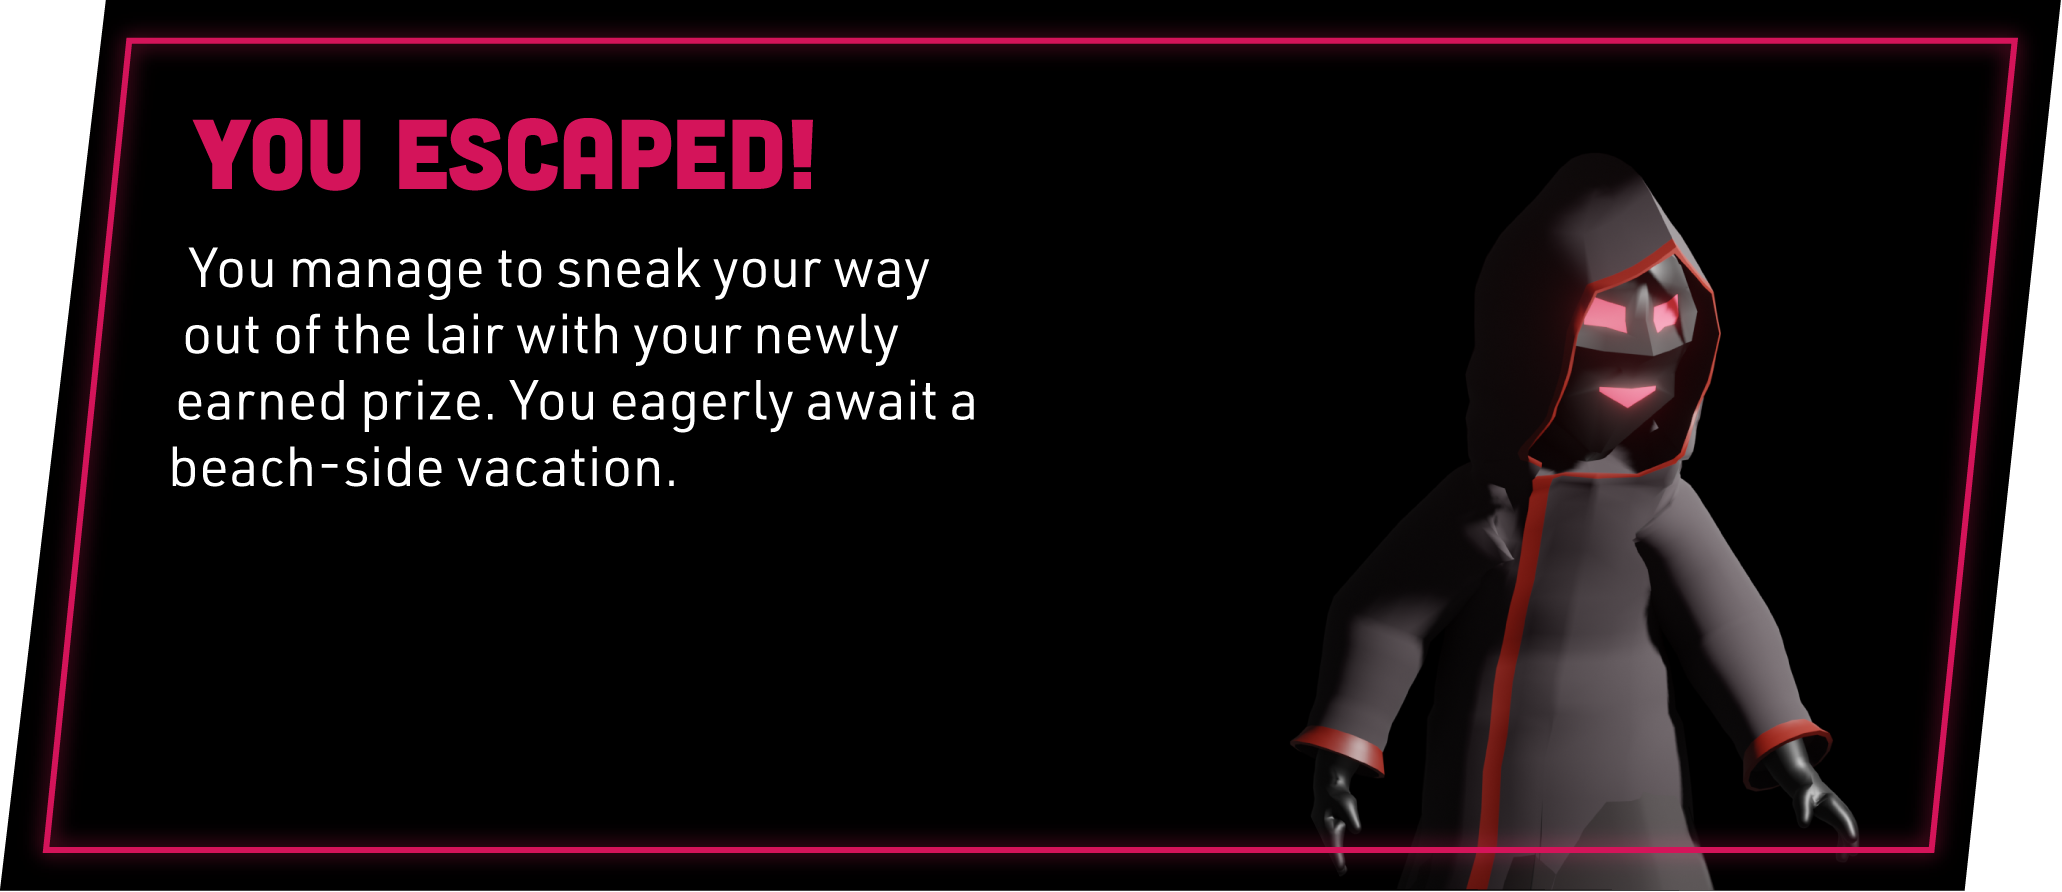 YOU ESCAPED!
You manage to sneak your way
out of the lair with your newly
earned prize. You eagerly await a
beach-side vacation.